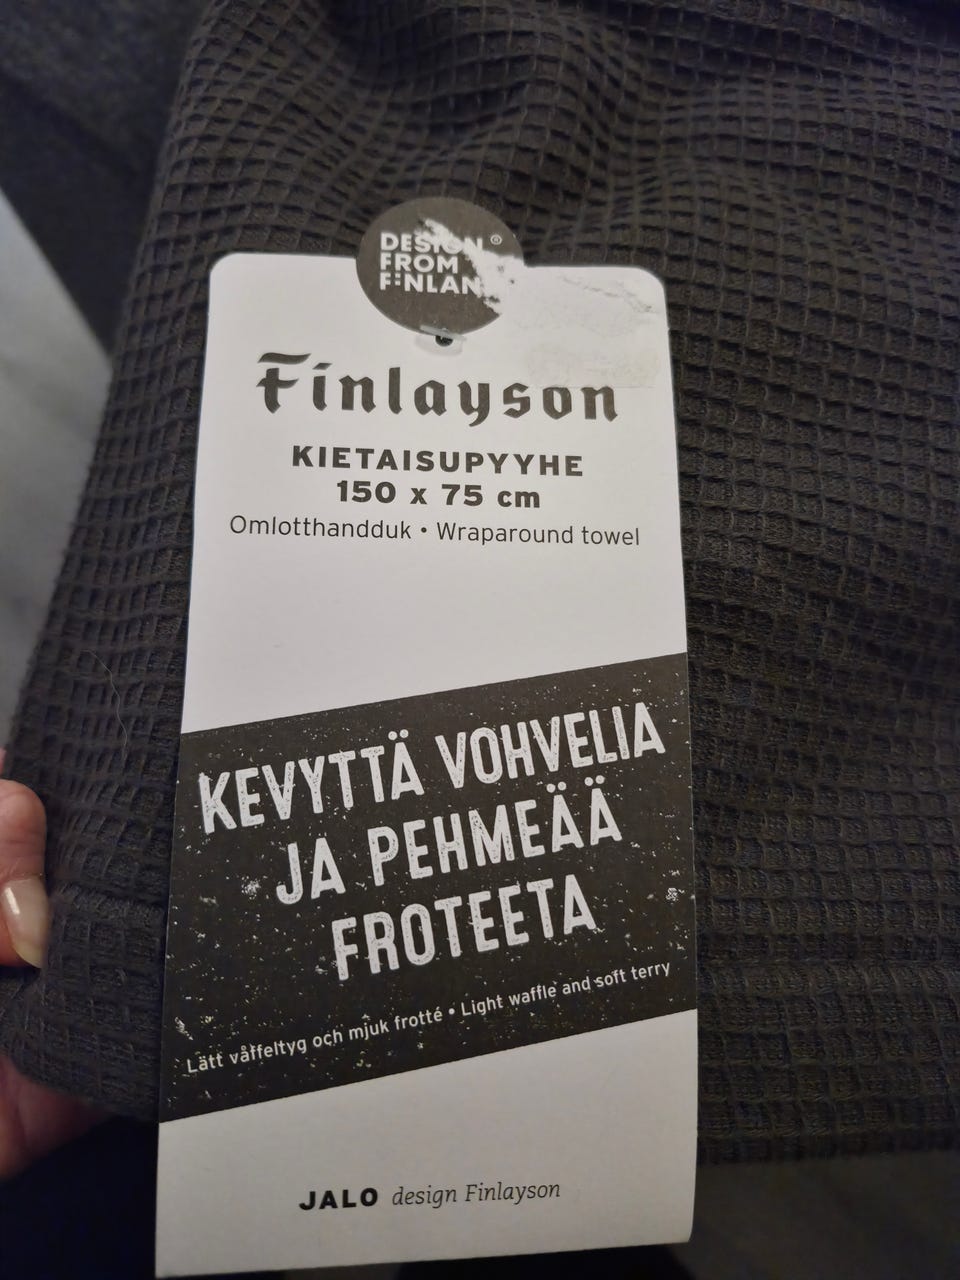 DESIGN ®
FROM
FINLAN
Finlayson
KIETAISUPYYHE
150 x 75 cm
Omlotthandduk • Wraparound towel
KEVYTTÄ VOHVELIA
JA PEHMEÄÄ
FROTEETA
Lätt våffeltyg och mjuk frotté • Light waffle and soft terry
JALO design Finlayson